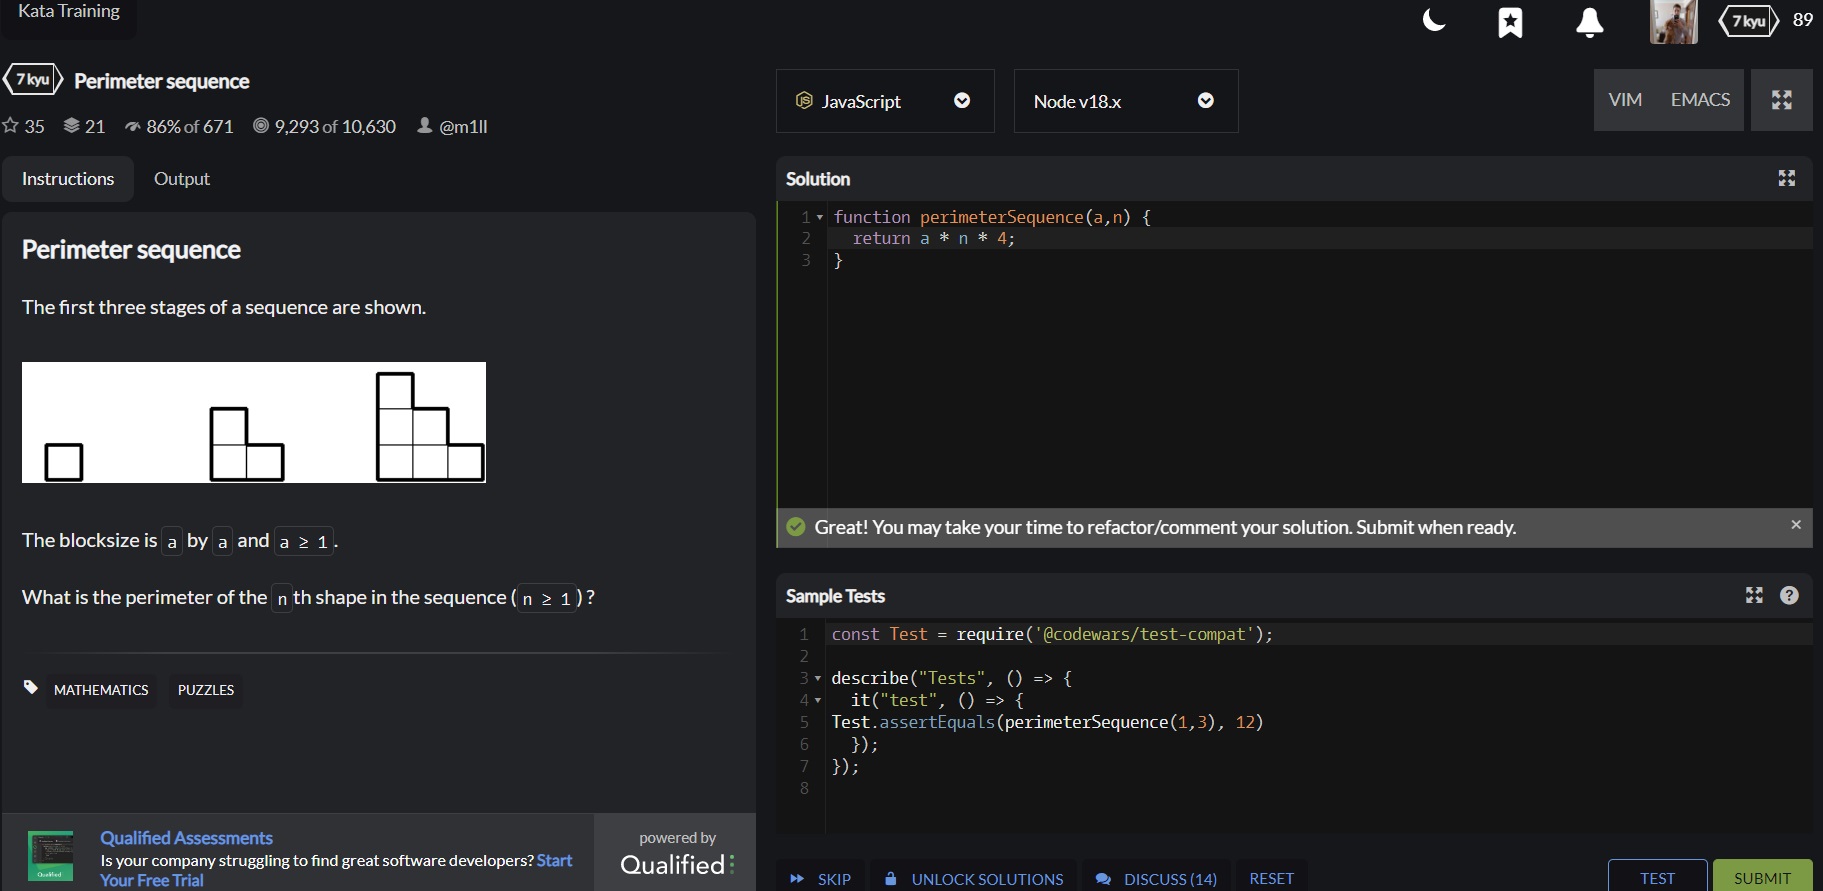 Kata Training
7 kyu
89
7 kyu Perimeter sequence
35 21 86% of 671 9,293 of 10,630 @m1ll
Instructions Output
Perimeter sequence
The first three stages of a sequence are shown.
The blocksize is a by a and a ≥ 1.
What is the perimeter of the nth shape in the sequence (n ≥ 1)?
MATHEMATICS PUZZLES
Qualified
Qualified Assessments
Is your company struggling to find great software developers? Start
Your Free Trial
powered by
Qualified
JS JavaScript Node v18.x VIM EMACS
Solution
1 function perimeterSequence(a,n) {
2 return a * n * 4;
3 }
Great! You may take your time to refactor/comment your solution. Submit when ready. ×
Sample Tests ?
1 const Test = require('@codewars/test-compat');
2
3 describe("Tests", () => {
4 it("test", () => {
5 Test.assertEquals(perimeterSequence(1,3), 12)
6 });
7 });
8
SKIP UNLOCK SOLUTIONS DISCUSS (14) RESET TEST SUBMIT